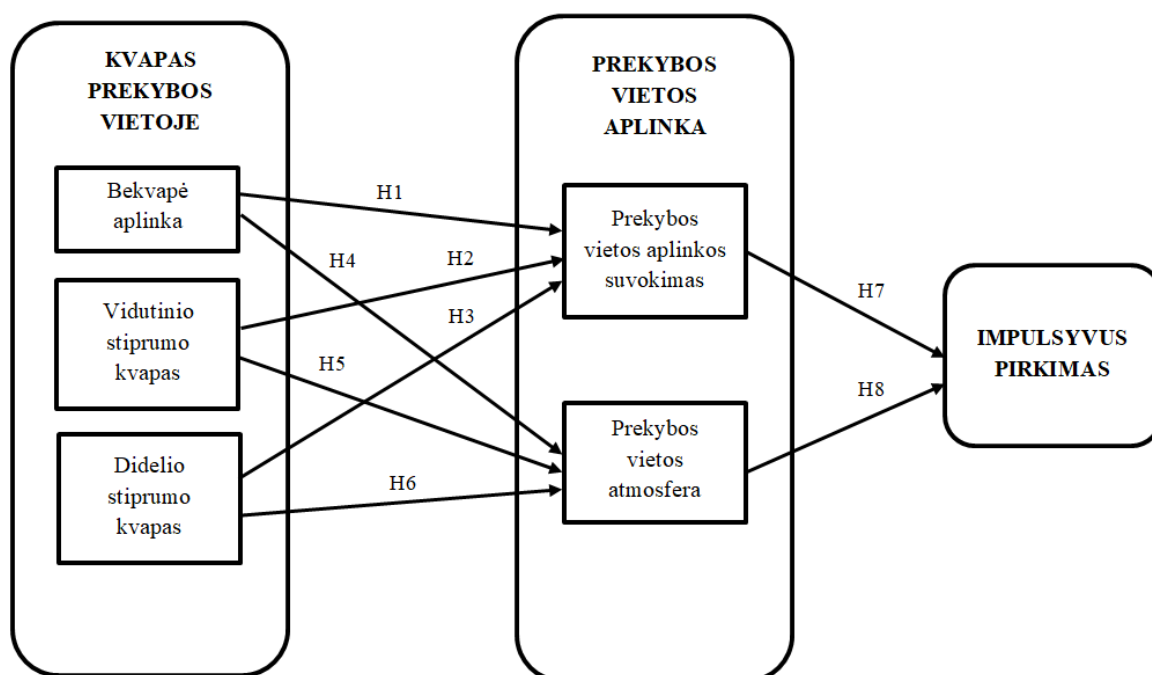 KVAPAS
PREKYBOS
VIETOJE
Bekvapė
aplinka
Vidutinio
stiprumo
kvapas
Didelio
stiprumo
kvapas
H1
H2
H4
H3
H5
H6
PREKYBOS
VIETOS
APLINKA
Prekybos
vietos aplinkos
suvokimas
Prekybos
vietos
atmosfera
H7
H8
IMPULSYVUS
PIRKIMAS